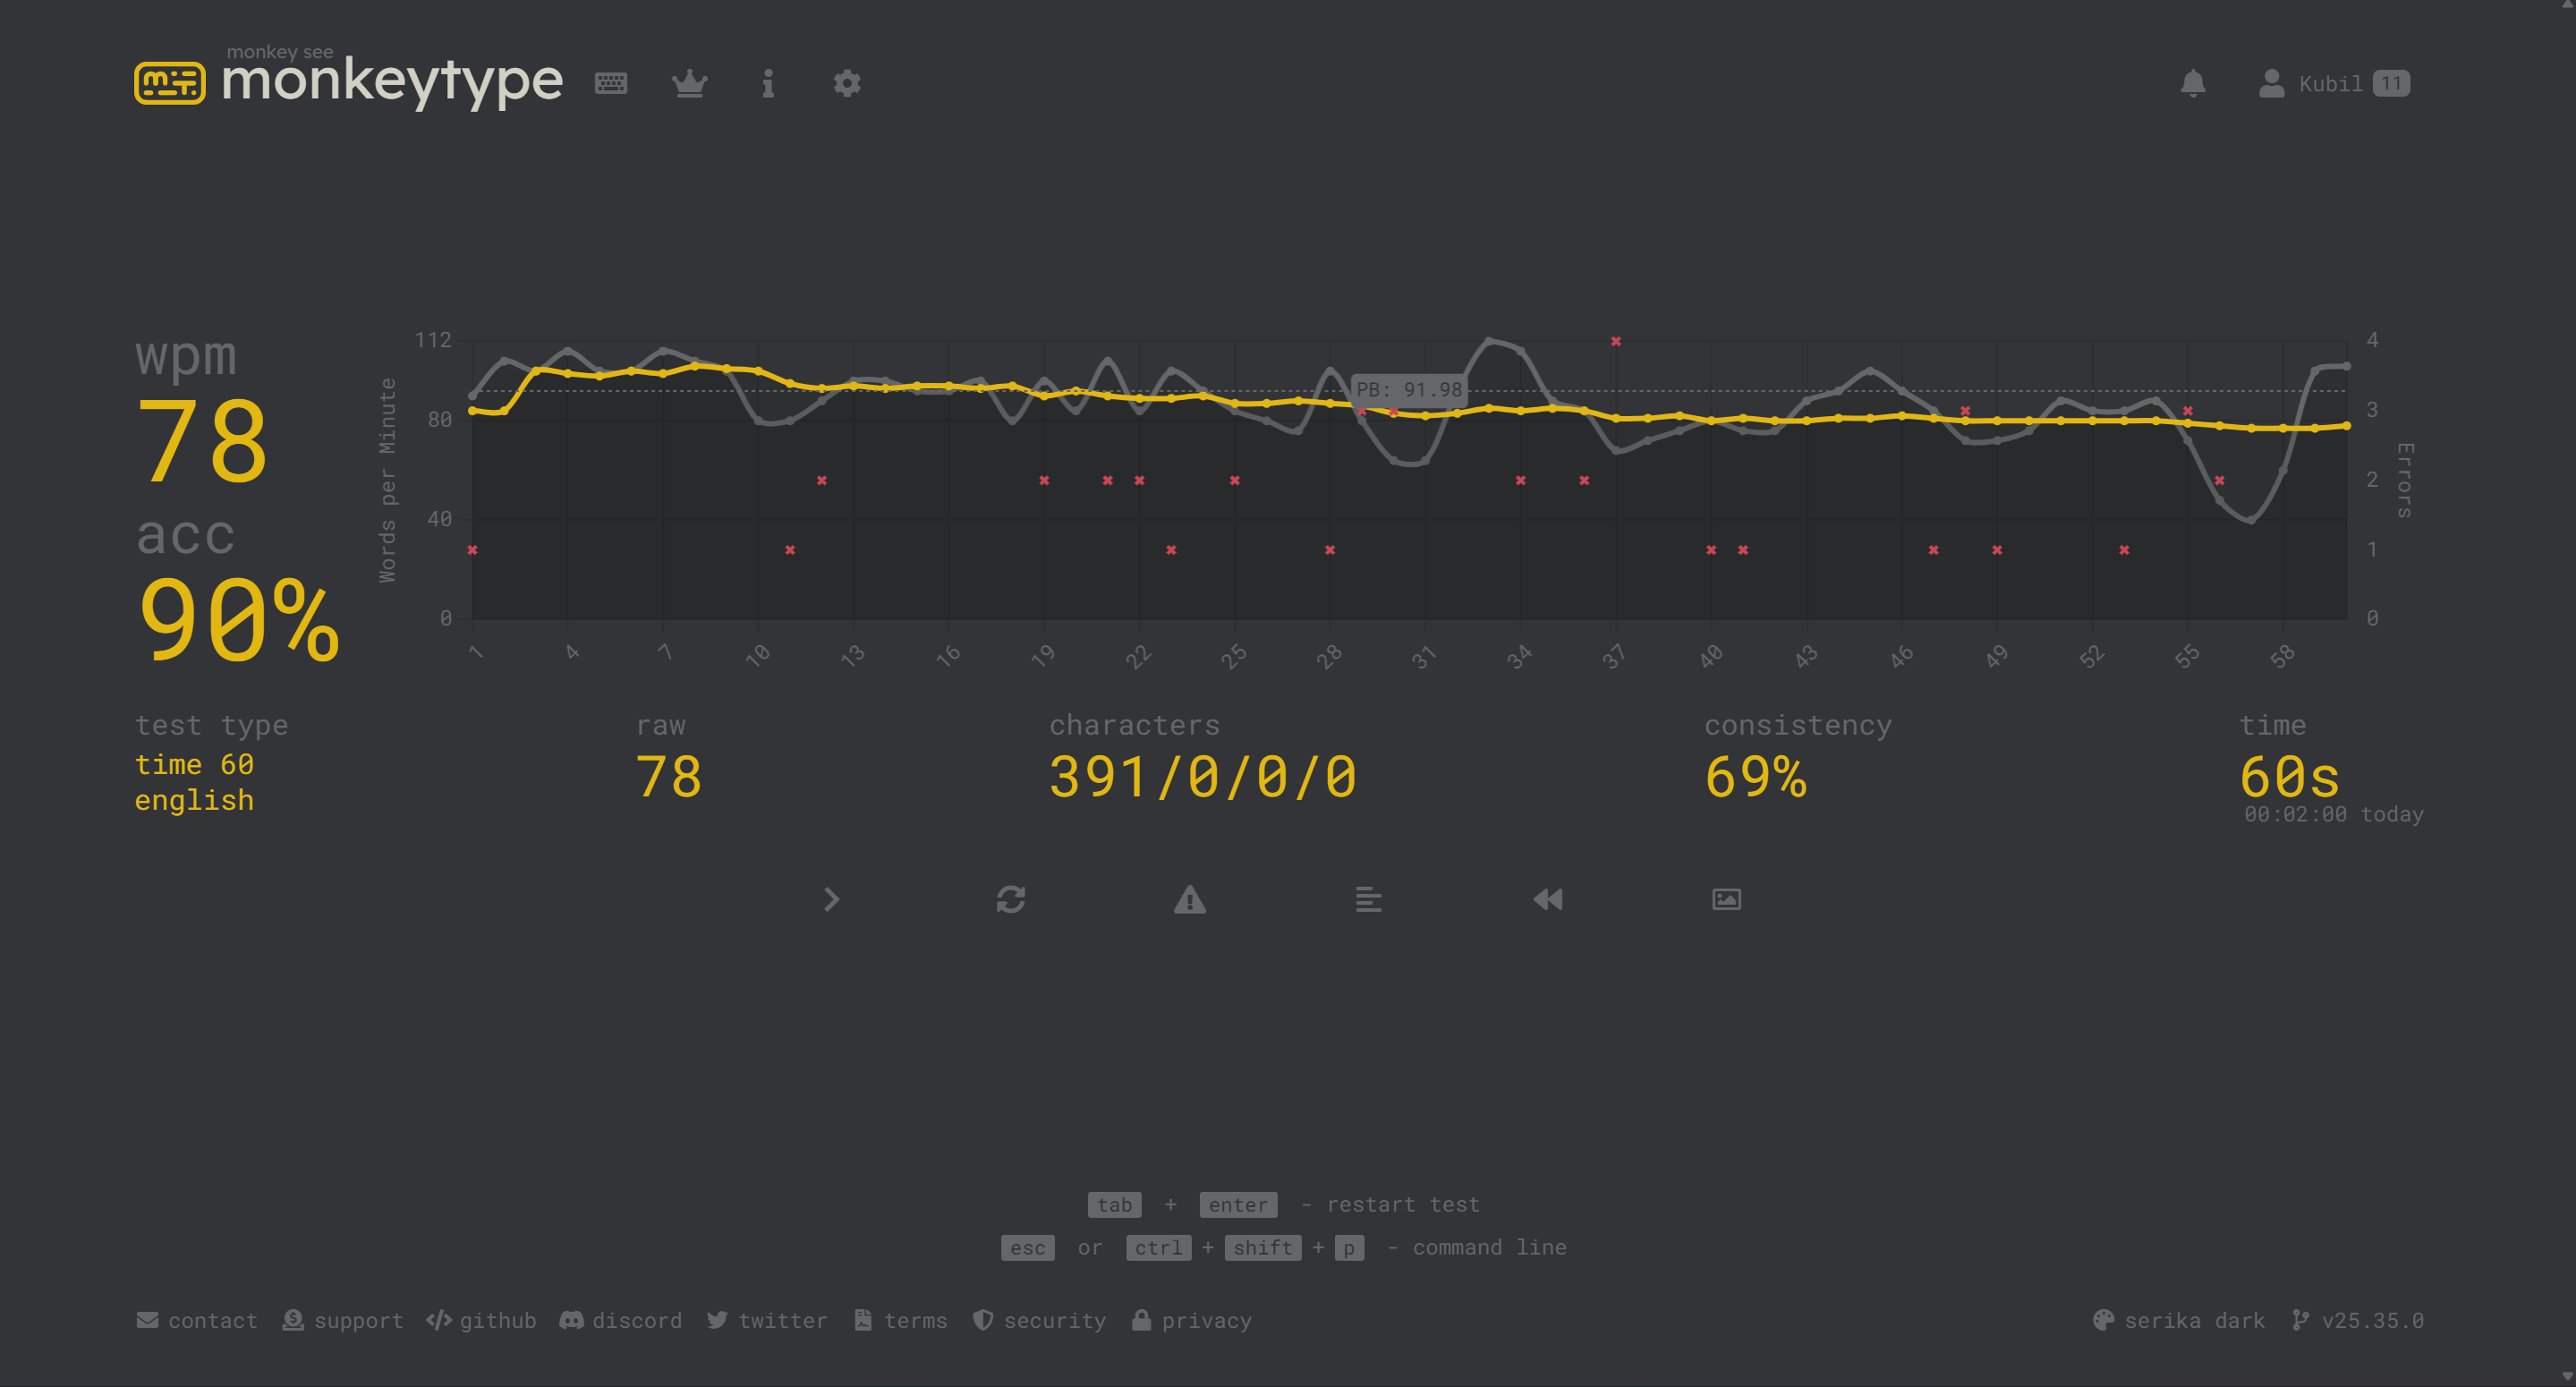 monkey see
monkeytype
Kubil 11
wpm
78
acc
90%
Words per Minute
112
80
40
0
PB: 91.98
4
3
2
1
0
Errors
1 4 7 10 13 16 19 22 25 28 31 34 37 40 43 46 49 52 55 58
test type
time 60
english
raw
78
characters
391/0/0/0
consistency
69%
time
60s
00:02:00 today
tab + enter - restart test
esc or ctrl + shift + p - command line
contact support github discord twitter terms security privacy serika dark v25.35.0